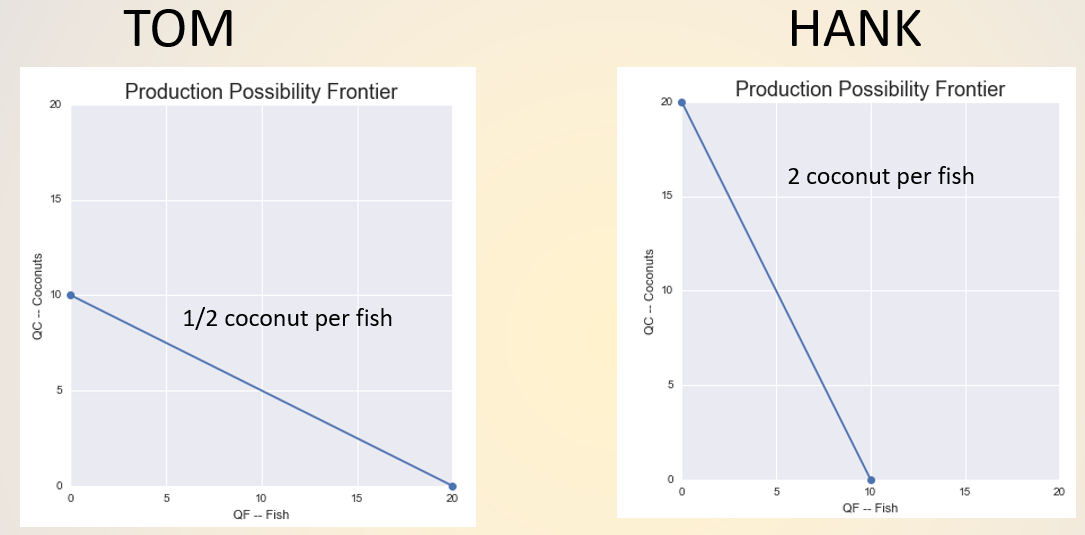 TOM
HANK
Production Possibility Frontier
20
15
10
5
0
0 5 10 15 20
QC -- Coconuts
QF -- Fish
1/2 coconut per fish
Production Possibility Frontier
20
15
10
5
0
0 5 10 15 20
QC -- Coconuts
QF -- Fish
2 coconut per fish